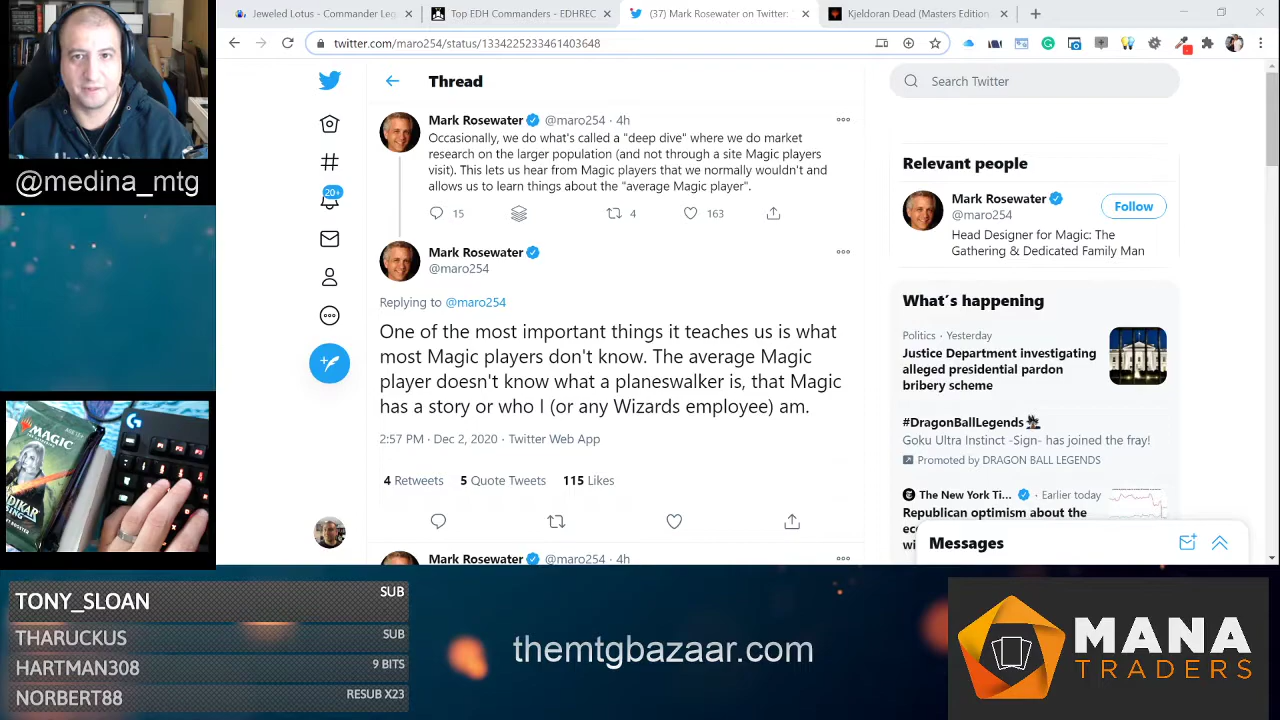 Jeweled Lotus - Commander Leg
Top EDH Commanders - EDHREC
(37) Mark Rosewater on Twitter:
Kjeldoran Dead (Masters Edition
twitter.com/maro254/status/1334225233461403648
Thread
Search Twitter
Mark Rosewater @maro254 · 4h
Occasionally, we do what's called a "deep dive" where we do market
research on the larger population (and not through a site Magic players
visit). This lets us hear from Magic players that we normally wouldn't and
allows us to learn things about the "average Magic player".
15 4 163
20+
Mark Rosewater
@maro254
Replying to @maro254
One of the most important things it teaches us is what
most Magic players don't know. The average Magic
player doesn't know what a planeswalker is, that Magic
has a story or who I (or any Wizards employee) am.
2:57 PM · Dec 2, 2020 · Twitter Web App
4 Retweets 5 Quote Tweets 115 Likes
Mark Rosewater @maro254 · 4h
Relevant people
Mark Rosewater
@maro254
Follow
Head Designer for Magic: The
Gathering & Dedicated Family Man
What's happening
Politics · Yesterday
Justice Department investigating
alleged presidential pardon
bribery scheme
#DragonBallLegends
Goku Ultra Instinct -Sign- has joined the fray!
Promoted by DRAGON BALL LEGENDS
The New York Ti... · Earlier today
Republican optimism about the
Messages
@medina_mtg
MAGIC
G
TONY_SLOAN SUB
THARUCKUS SUB
HARTMAN308 9 BITS
NORBERT88 RESUB X23
themtgbazaar.com
MANA
TRADERS